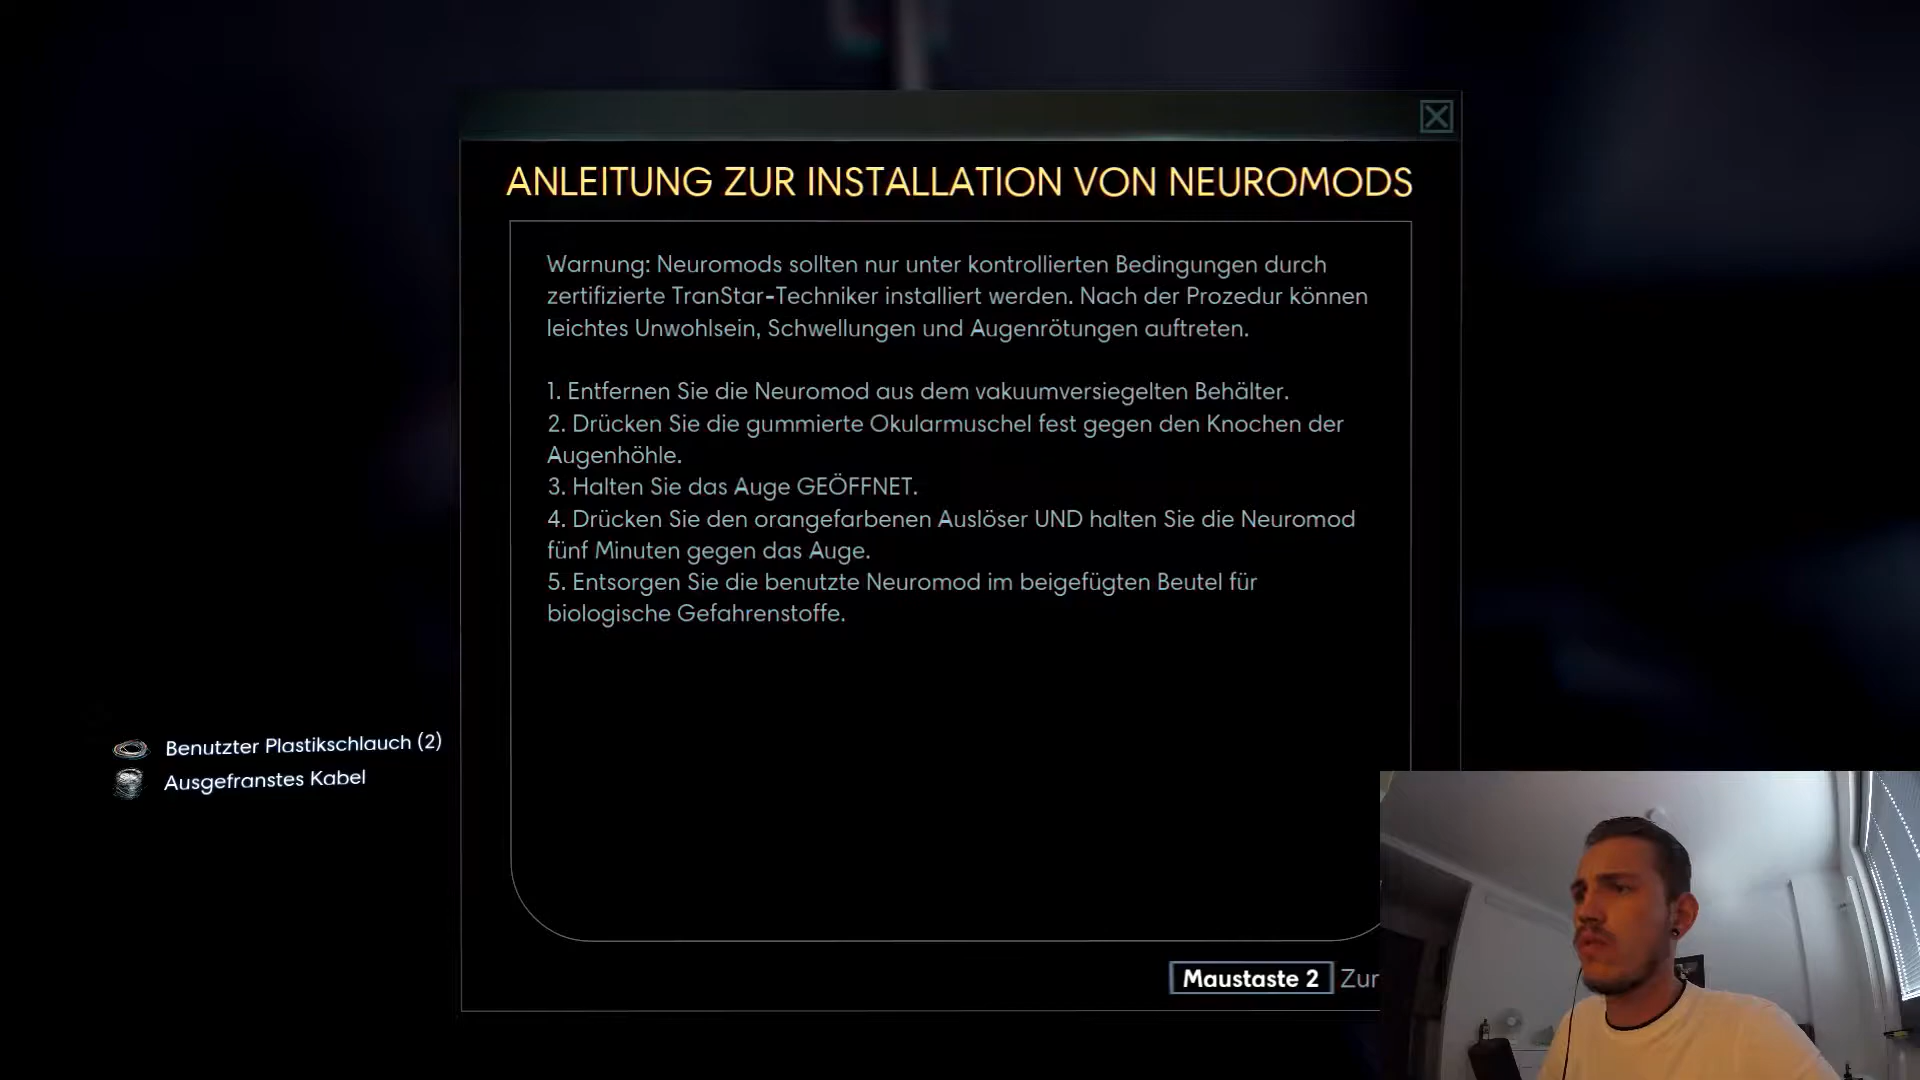 ANLEITUNG ZUR INSTALLATION VON NEUROMODS
Warnung: Neuromods sollten nur unter kontrollierten Bedingungen durch
zertifizierte TranStar-Techniker installiert werden. Nach der Prozedur können
leichtes Unwohlsein, Schwellungen und Augenrötungen auftreten.
1. Entfernen Sie die Neuromod aus dem vakuumversiegelten Behälter.
2. Drücken Sie die gummierte Okularmuschel fest gegen den Knochen der
Augenhöhle.
3. Halten Sie das Auge GEÖFFNET.
4. Drücken Sie den orangefarbenen Auslöser UND halten Sie die Neuromod
fünf Minuten gegen das Auge.
5. Entsorgen Sie die benutzte Neuromod im beigefügten Beutel für
biologische Gefahrenstoffe.
Benutzter Plastikschlauch (2)
Ausgefranstes Kabel
Maustaste 2 Zur